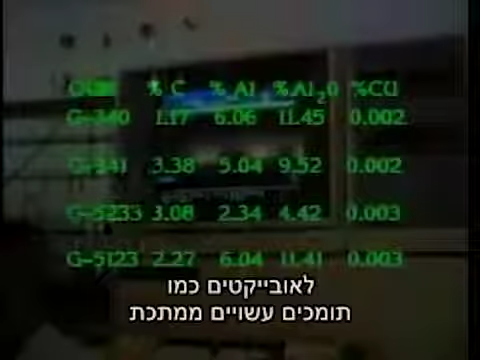 % C % Al % Al₂0 %CU
G-340 1.17 6.06 11.45 0.002
G-341 3.38 5.04 9.52 0.002
G-5233 3.08 2.34 4.42 0.003
G-5123 2.27 6.04 11.41 0.003
לאובייקטים כמו
תומכים עשויים ממתכת